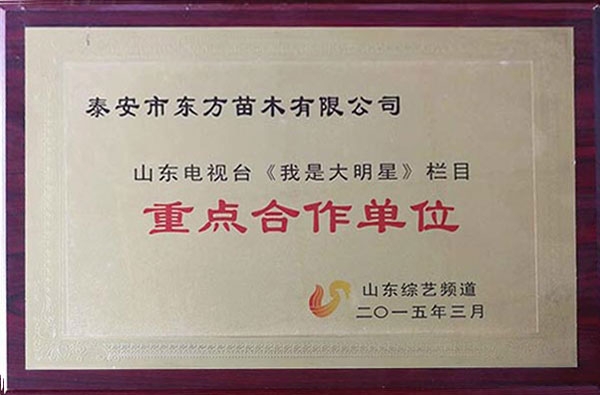 泰安市东方苗木有限公司
山东电视台《我是大明星》栏目
重点合作单位
山东综艺频道
二〇一五年三月